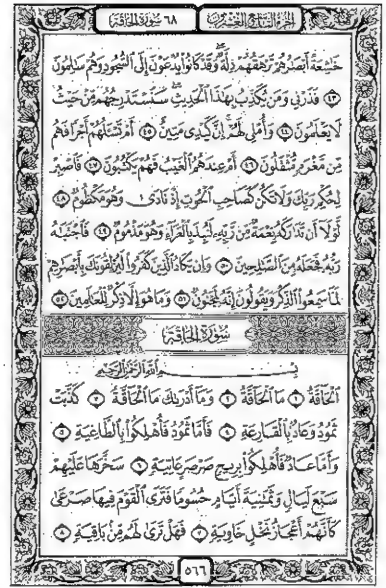 الجزء التاسع والعشرون ٦٨ سورة الحاقة
خَٰشِعَةً أَبۡصَٰرُهُمۡ تَرۡهَقُهُمۡ ذِلَّةٞۖ وَقَدۡ كَانُواْ يُدۡعَوۡنَ إِلَى ٱلسُّجُودِ وَهُمۡ سَٰلِمُونَ
٤٣ فَذَرۡنِي وَمَن يُكَذِّبُ بِهَٰذَا ٱلۡحَدِيثِۖ سَنَسۡتَدۡرِجُهُم مِّنۡ حَيۡثُ
لَا يَعۡلَمُونَ ٤٤ وَأُمۡلِي لَهُمۡۚ إِنَّ كَيۡدِي مَتِينٌ ٤٥ أَمۡ تَسۡـَٔلُهُمۡ أَجۡرٗا فَهُم
مِّن مَّغۡرَمٖ مُّثۡقَلُونَ ٤٦ أَمۡ عِندَهُمُ ٱلۡغَيۡبُ فَهُمۡ يَكۡتُبُونَ ٤٧ فَٱصۡبِرۡ
لِحُكۡمِ رَبِّكَ وَلَا تَكُن كَصَاحِبِ ٱلۡحُوتِ إِذۡ نَادَىٰ وَهُوَ مَكۡظُومٞ ٤٨
لَّوۡلَآ أَن تَدَٰرَكَهُۥ نِعۡمَةٞ مِّن رَّبِّهِۦ لَنُبِذَ بِٱلۡعَرَآءِ وَهُوَ مَذۡمُومٞ ٤٩ فَٱجۡتَبَٰهُ
رَبُّهُۥ فَجَعَلَهُۥ مِنَ ٱلصَّٰلِحِينَ ٥٠ وَإِن يَكَادُ ٱلَّذِينَ كَفَرُواْ لَيُزۡلِقُونَكَ بِأَبۡصَٰرِهِمۡ
لَمَّا سَمِعُواْ ٱلذِّكۡرَ وَيَقُولُونَ إِنَّهُۥ لَمَجۡنُونٞ ٥١ وَمَا هُوَ إِلَّا ذِكۡرٞ لِّلۡعَٰلَمِينَ ٥٢
سُورَةُ الحَاقَّةِ
بِسۡمِ ٱللَّهِ ٱلرَّحۡمَٰنِ ٱلرَّحِيمِ
ٱلۡحَآقَّةُ ١ مَا ٱلۡحَآقَّةُ ٢ وَمَآ أَدۡرَىٰكَ مَا ٱلۡحَآقَّةُ ٣ كَذَّبَتۡ
ثَمُودُ وَعَادُۢ بِٱلۡقَارِعَةِ ٤ فَأَمَّا ثَمُودُ فَأُهۡلِكُواْ بِٱلطَّاغِيَةِ ٥
وَأَمَّا عَادٞ فَأُهۡلِكُواْ بِرِيحٖ صَرۡصَرٍ عَاتِيَةٖ ٦ سَخَّرَهَا عَلَيۡهِمۡ
سَبۡعَ لَيَالٖ وَثَمَٰنِيَةَ أَيَّامٍ حُسُومٗا فَتَرَى ٱلۡقَوۡمَ فِيهَا صَرۡعَىٰ
كَأَنَّهُمۡ أَعۡجَازُ نَخۡلٍ خَاوِيَةٖ ٧ فَهَلۡ تَرَىٰ لَهُم مِّنۢ بَاقِيَةٖ ٨
٥٦٦